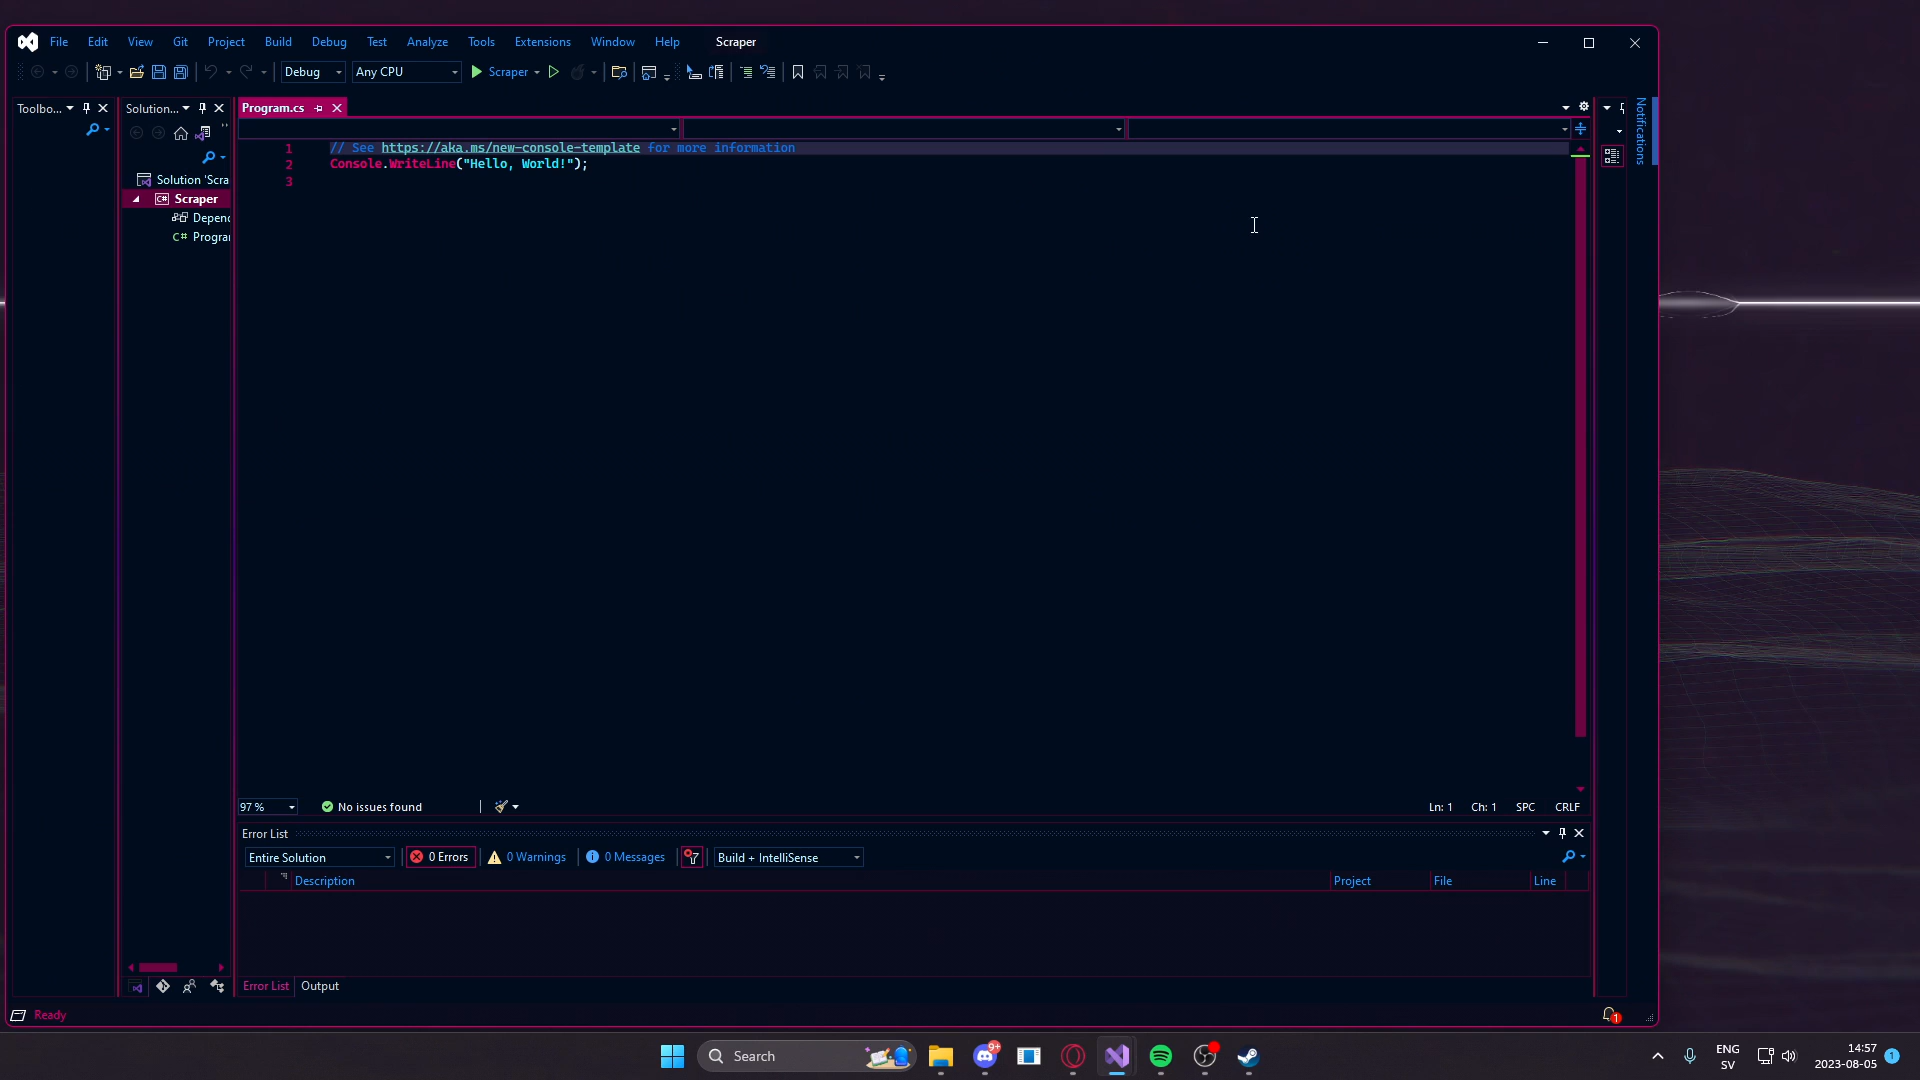 File Edit View Git Project Build Debug Test Analyze Tools Extensions Window Help Scraper
Debug Any CPU Scraper
Toolbo... Solution... Program.cs
Notifications
1 // See https://aka.ms/new-console-template for more information
2 Console.WriteLine("Hello, World!");
3
Solution 'Scra
C# Scraper
Depend
C# Progra
97 % No issues found Ln: 1 Ch: 1 SPC CRLF
Error List
Entire Solution 0 Errors 0 Warnings 0 Messages Build + IntelliSense
Description Project File Line
Error List Output
Ready 1
Search 9+ ENG 14:57
SV 2023-08-05 1